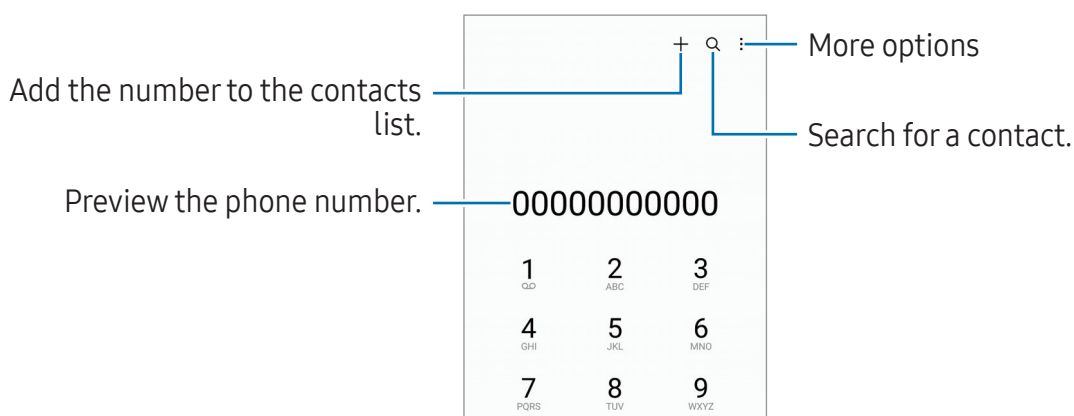 More options
Add the number to the contacts
list.
Search for a contact.
Preview the phone number.
00000000000
1 2 3
ABC DEF
4 5 6
GHI JKL MNO
7 8 9
PQRS TUV WXYZ